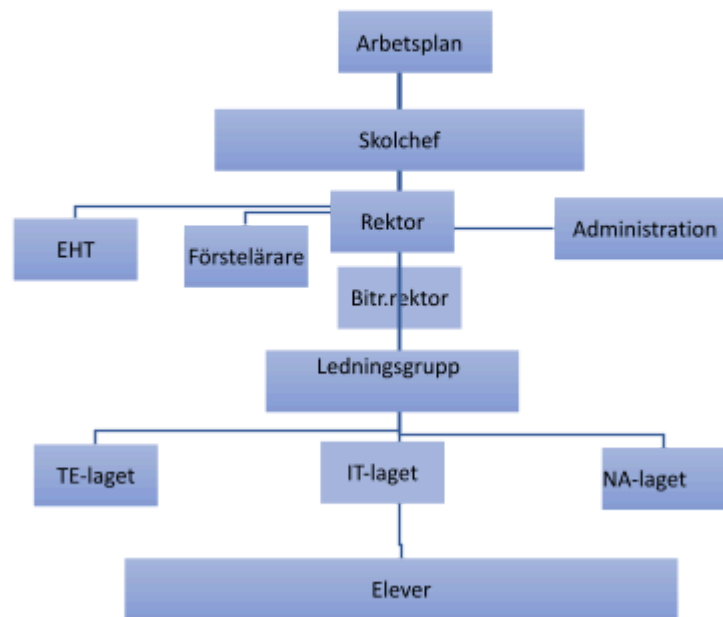 Arbetsplan
Skolchef
Rektor
EHT
Förstelärare
Administration
Bitr.rektor
Ledningsgrupp
TE-laget
IT-laget
NA-laget
Elever